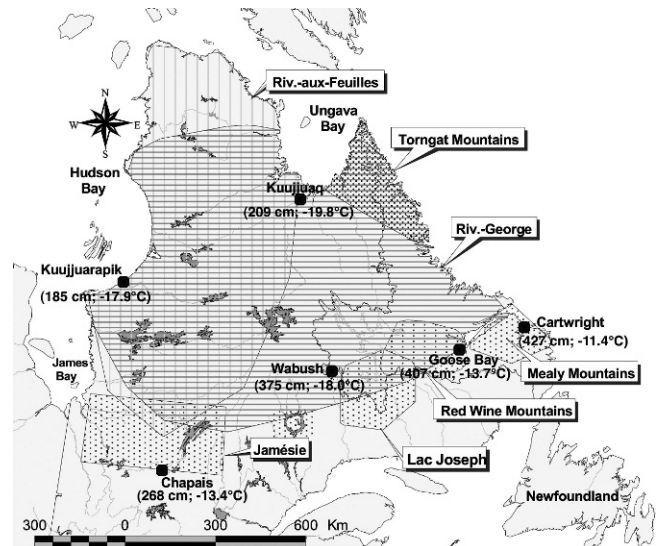 Riv.-aux-Feuilles
Ungava
Bay
N
W E
S
Torngat Mountains
Hudson
Bay
Kuujjuaq
(209 cm; -19.8°C)
Riv.-George
Kuujjuarapik
(185 cm; -17.9°C)
Cartwright
(427 cm; -11.4°C)
Goose Bay
(407 cm; -13.7°C)
James
Bay
Wabush
(375 cm; -18.0°C)
Mealy Mountains
Red Wine Mountains
Jamésie
Lac Joseph
Chapais
(268 cm; -13.4°C)
Newfoundland
300 0 300 600 Km